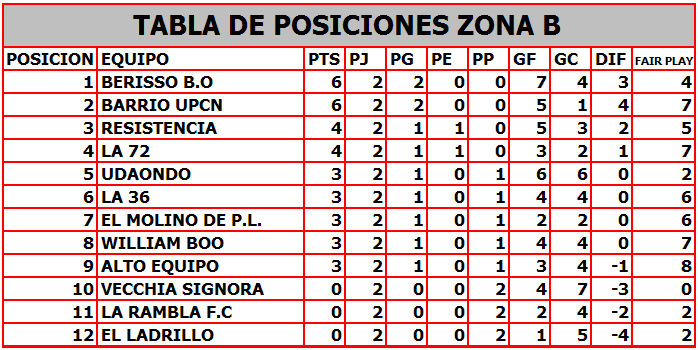 TABLA DE POSICIONES ZONA B
POSICION EQUIPO PTS PJ PG PE PP GF GC DIF FAIR PLAY
1 BERISSO B.O 6 2 2 0 0 7 4 3 4
2 BARRIO UPCN 6 2 2 0 0 5 1 4 7
3 RESISTENCIA 4 2 1 1 0 5 3 2 5
4 LA 72 4 2 1 1 0 3 2 1 7
5 UDAONDO 3 2 1 0 1 6 6 0 2
6 LA 36 3 2 1 0 1 4 4 0 6
7 EL MOLINO DE P.L. 3 2 1 0 1 2 2 0 6
8 WILLIAM BOO 3 2 1 0 1 4 4 0 7
9 ALTO EQUIPO 3 2 1 0 1 3 4 -1 8
10 VECCHIA SIGNORA 0 2 0 0 2 4 7 -3 0
11 LA RAMBLA F.C 0 2 0 0 2 2 4 -2 2
12 EL LADRILLO 0 2 0 0 2 1 5 -4 2